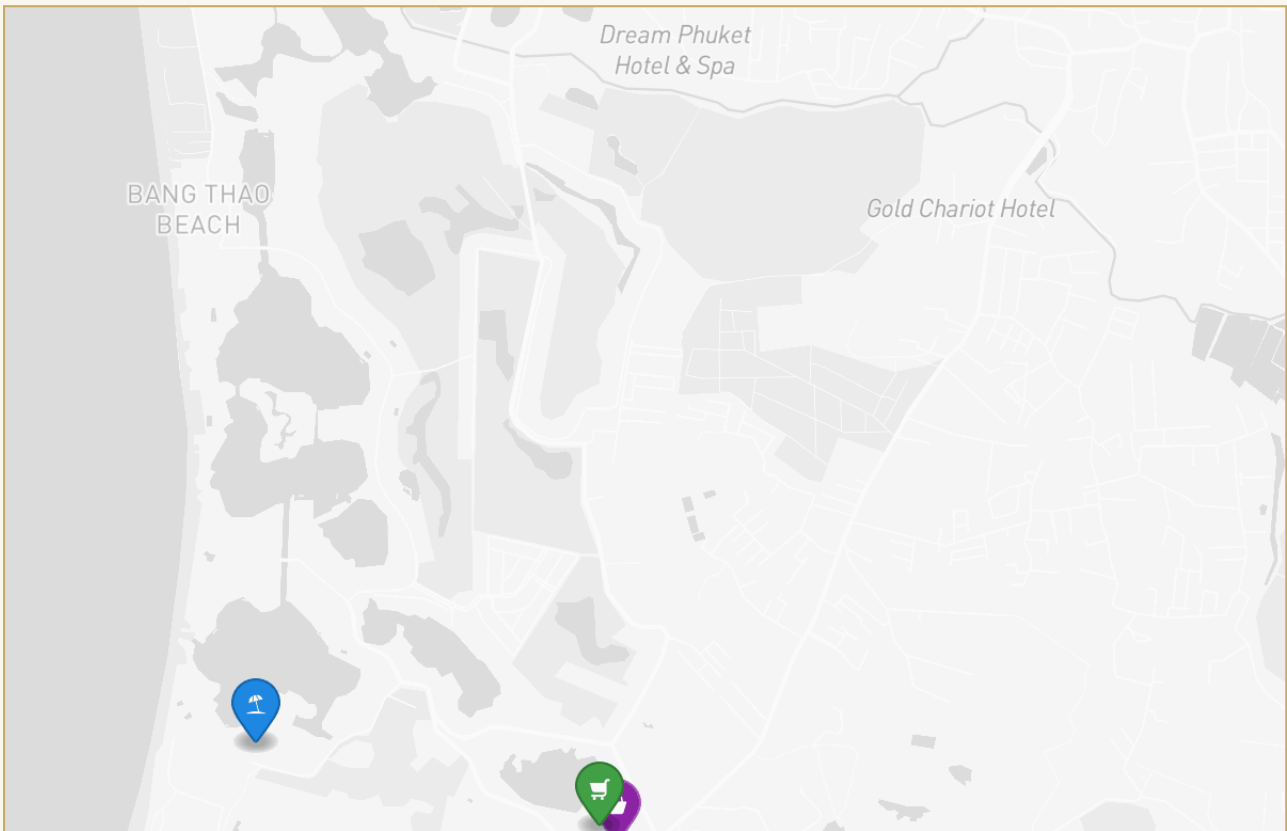 Dream Phuket
Hotel & Spa
BANG THAO
BEACH
Gold Chariot Hotel